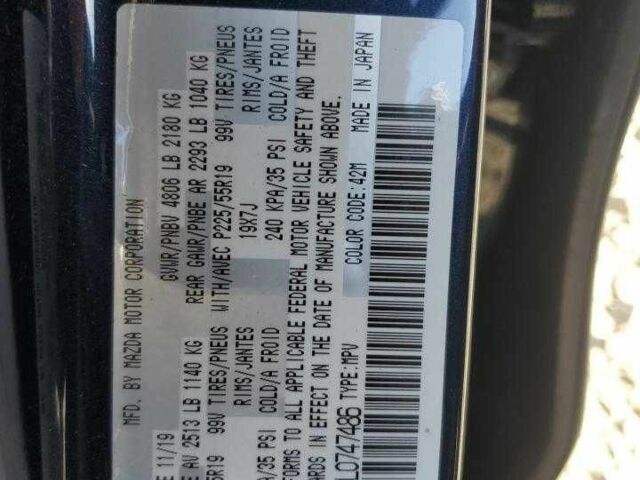 MFD. BY MAZDA MOTOR CORPORATION
E 11/19 GVWR/PNBV 4806 LB 2180 KG
AV 2513 LB 1140 KG REAR GAWR/PNBE AR 2293 LB 1040 KG
5R19 99V TIRES/PNEUS WITH/AVEC P225/55R19 99V TIRES/PNEUS
RIMS/JANTES 19X7J RIMS/JANTES
A/35 PSI COLD/A FROID 240 KPA/35 PSI COLD/A FROID
FORMS TO ALL APPLICABLE FEDERAL MOTOR VEHICLE SAFETY AND THEFT
ARDS IN EFFECT ON THE DATE OF MANUFACTURE SHOWN ABOVE.
L0747486 TYPE:MPV COLOR CODE:42M MADE IN JAPAN